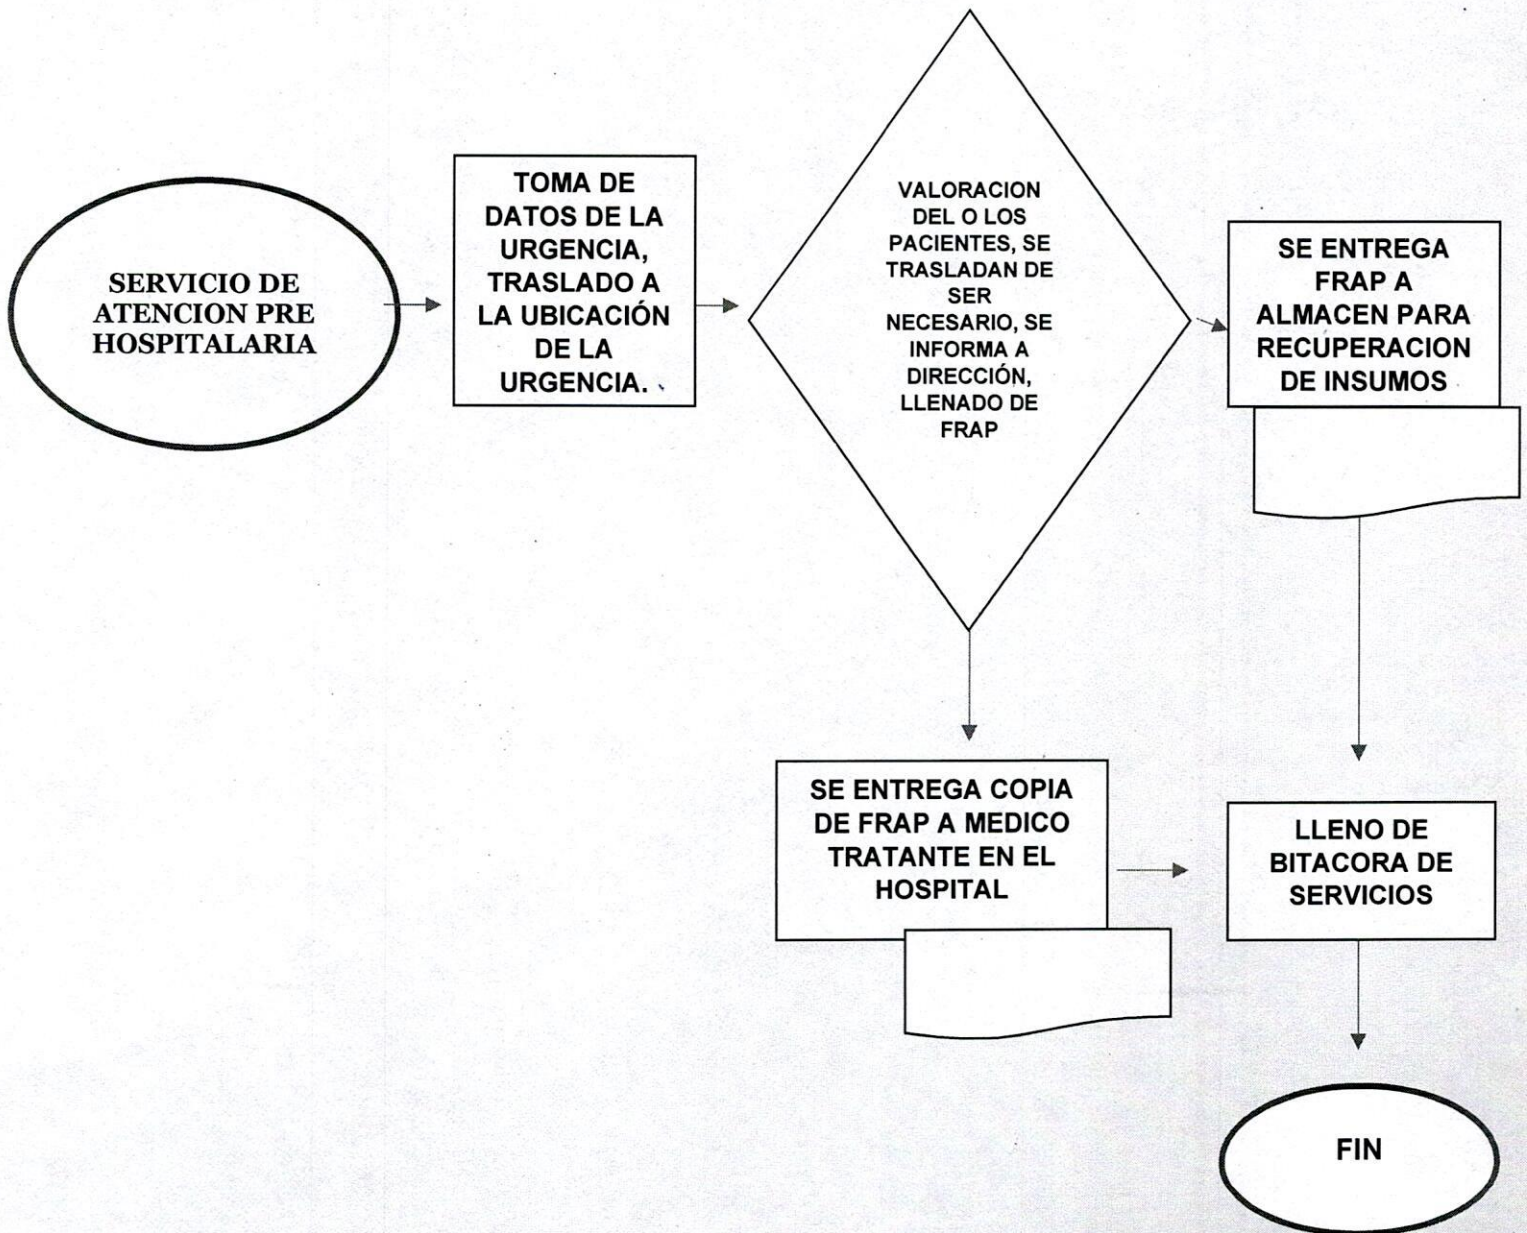 SERVICIO DE
ATENCION PRE
HOSPITALARIA
TOMA DE
DATOS DE LA
URGENCIA,
TRASLADO A
LA UBICACIÓN
DE LA
URGENCIA.
VALORACION
DEL O LOS
PACIENTES, SE
TRASLADAN DE
SER
NECESARIO, SE
INFORMA A
DIRECCIÓN,
LLENADO DE
FRAP
SE ENTREGA
FRAP A
ALMACEN PARA
RECUPERACION
DE INSUMOS
SE ENTREGA COPIA
DE FRAP A MEDICO
TRATANTE EN EL
HOSPITAL
LLENO DE
BITACORA DE
SERVICIOS
FIN